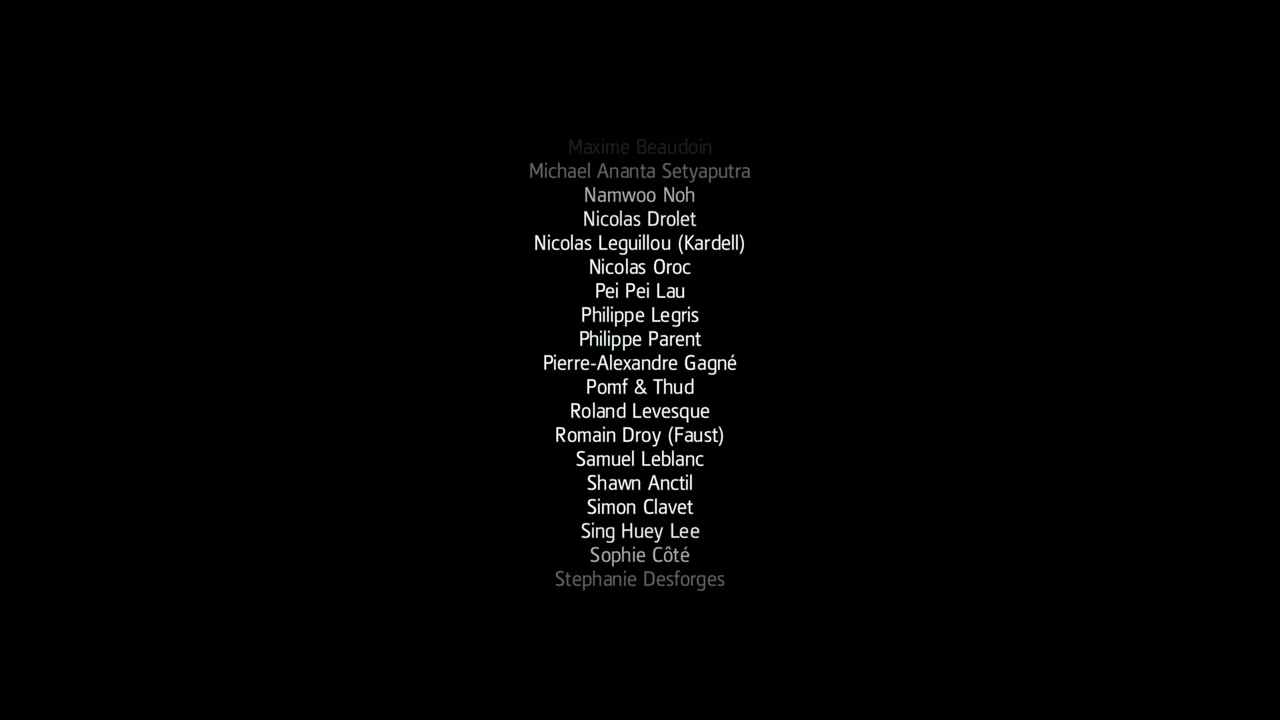 Maxime Beaudoin
Michael Ananta Setyaputra
Namwoo Noh
Nicolas Drolet
Nicolas Leguillou (Kardell)
Nicolas Oroc
Pei Pei Lau
Philippe Legris
Philippe Parent
Pierre-Alexandre Gagné
Pomf & Thud
Roland Levesque
Romain Droy (Faust)
Samuel Leblanc
Shawn Anctil
Simon Clavet
Sing Huey Lee
Sophie Côté
Stephanie Desforges